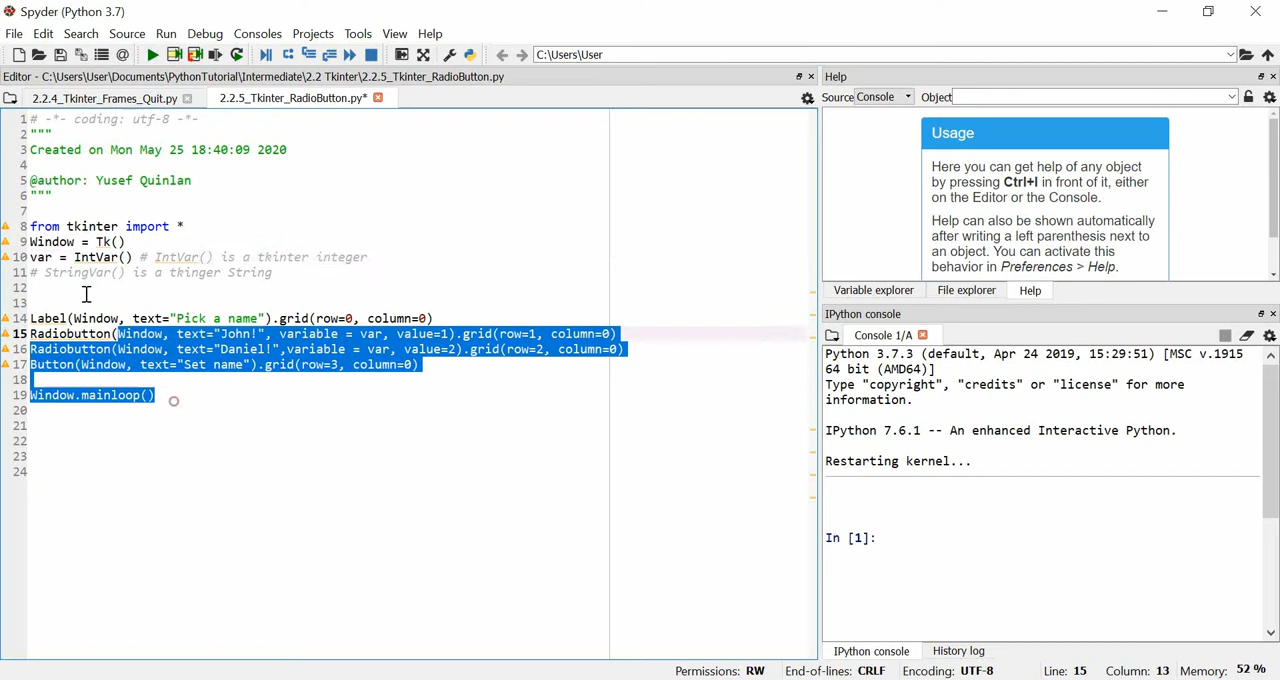 Spyder (Python 3.7)
File Edit Search Source Run Debug Consoles Projects Tools View Help
C:\Users\User
Editor - C:\Users\User\Documents\PythonTutorial\Intermediate\2.2 Tkinter\2.2.5_Tkinter_RadioButton.py
2.2.4_Tkinter_Frames_Quit.py 2.2.5_Tkinter_RadioButton.py*
1 # -*- coding: utf-8 -*-
2 """
3 Created on Mon May 25 18:40:09 2020
4
5 @author: Yusef Quinlan
6 """
7
8 from tkinter import *
9 Window = Tk()
10 var = IntVar() # IntVar() is a tkinter integer
11 # StringVar() is a tkinger String
12
13
14 Label(Window, text="Pick a name").grid(row=0, column=0)
15 Radiobutton(Window, text="John!", variable = var, value=1).grid(row=1, column=0)
16 Radiobutton(Window, text="Daniel!",variable = var, value=2).grid(row=2, column=0)
17 Button(Window, text="Set name").grid(row=3, column=0)
18
19 Window.mainloop()
20
21
22
23
24
Help
Source Console Object
Usage
Here you can get help of any object
by pressing Ctrl+I in front of it, either
on the Editor or the Console.
Help can also be shown automatically
after writing a left parenthesis next to
an object. You can activate this
behavior in Preferences > Help.
Variable explorer File explorer Help
IPython console
Console 1/A
Python 3.7.3 (default, Apr 24 2019, 15:29:51) [MSC v.1915
64 bit (AMD64)]
Type "copyright", "credits" or "license" for more
information.
IPython 7.6.1 -- An enhanced Interactive Python.
Restarting kernel...
In [1]:
IPython console History log
Permissions: RW End-of-lines: CRLF Encoding: UTF-8 Line: 15 Column: 13 Memory: 52 %